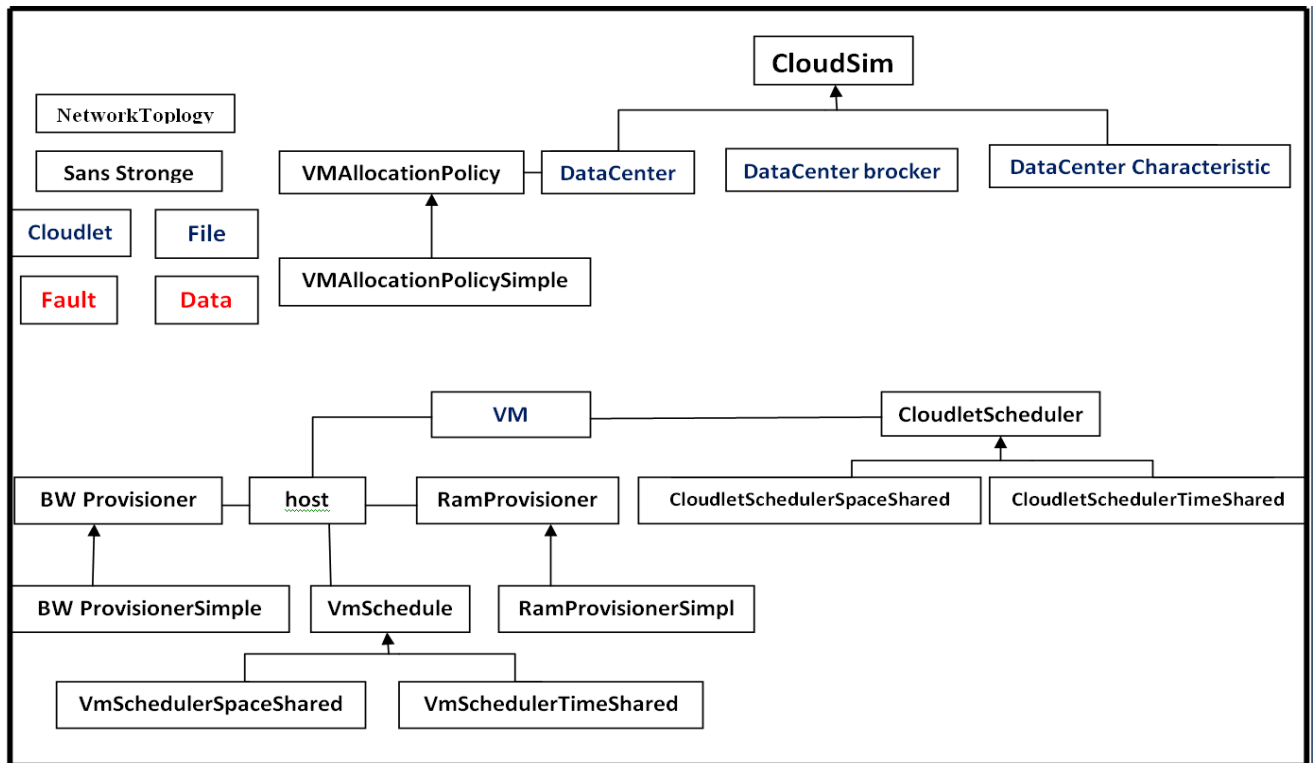 CloudSim
NetworkToplogy
Sans Stronge
VMAllocationPolicy
DataCenter
DataCenter brocker
DataCenter Characteristic
Cloudlet
File
Fault
Data
VMAllocationPolicySimple
VM
CloudletScheduler
BW Provisioner
host
RamProvisioner
CloudletSchedulerSpaceShared
CloudletSchedulerTimeShared
BW ProvisionerSimple
VmSchedule
RamProvisionerSimpl
VmSchedulerSpaceShared
VmSchedulerTimeShared